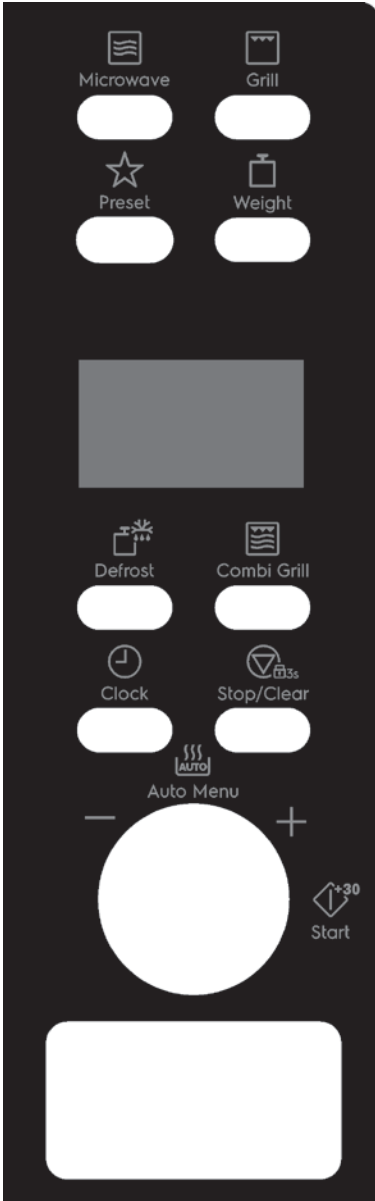 Microwave Grill
Preset Weight
Defrost Combi Grill
3s
Clock Stop/Clear
AUTO
Auto Menu
− +
+30
Start